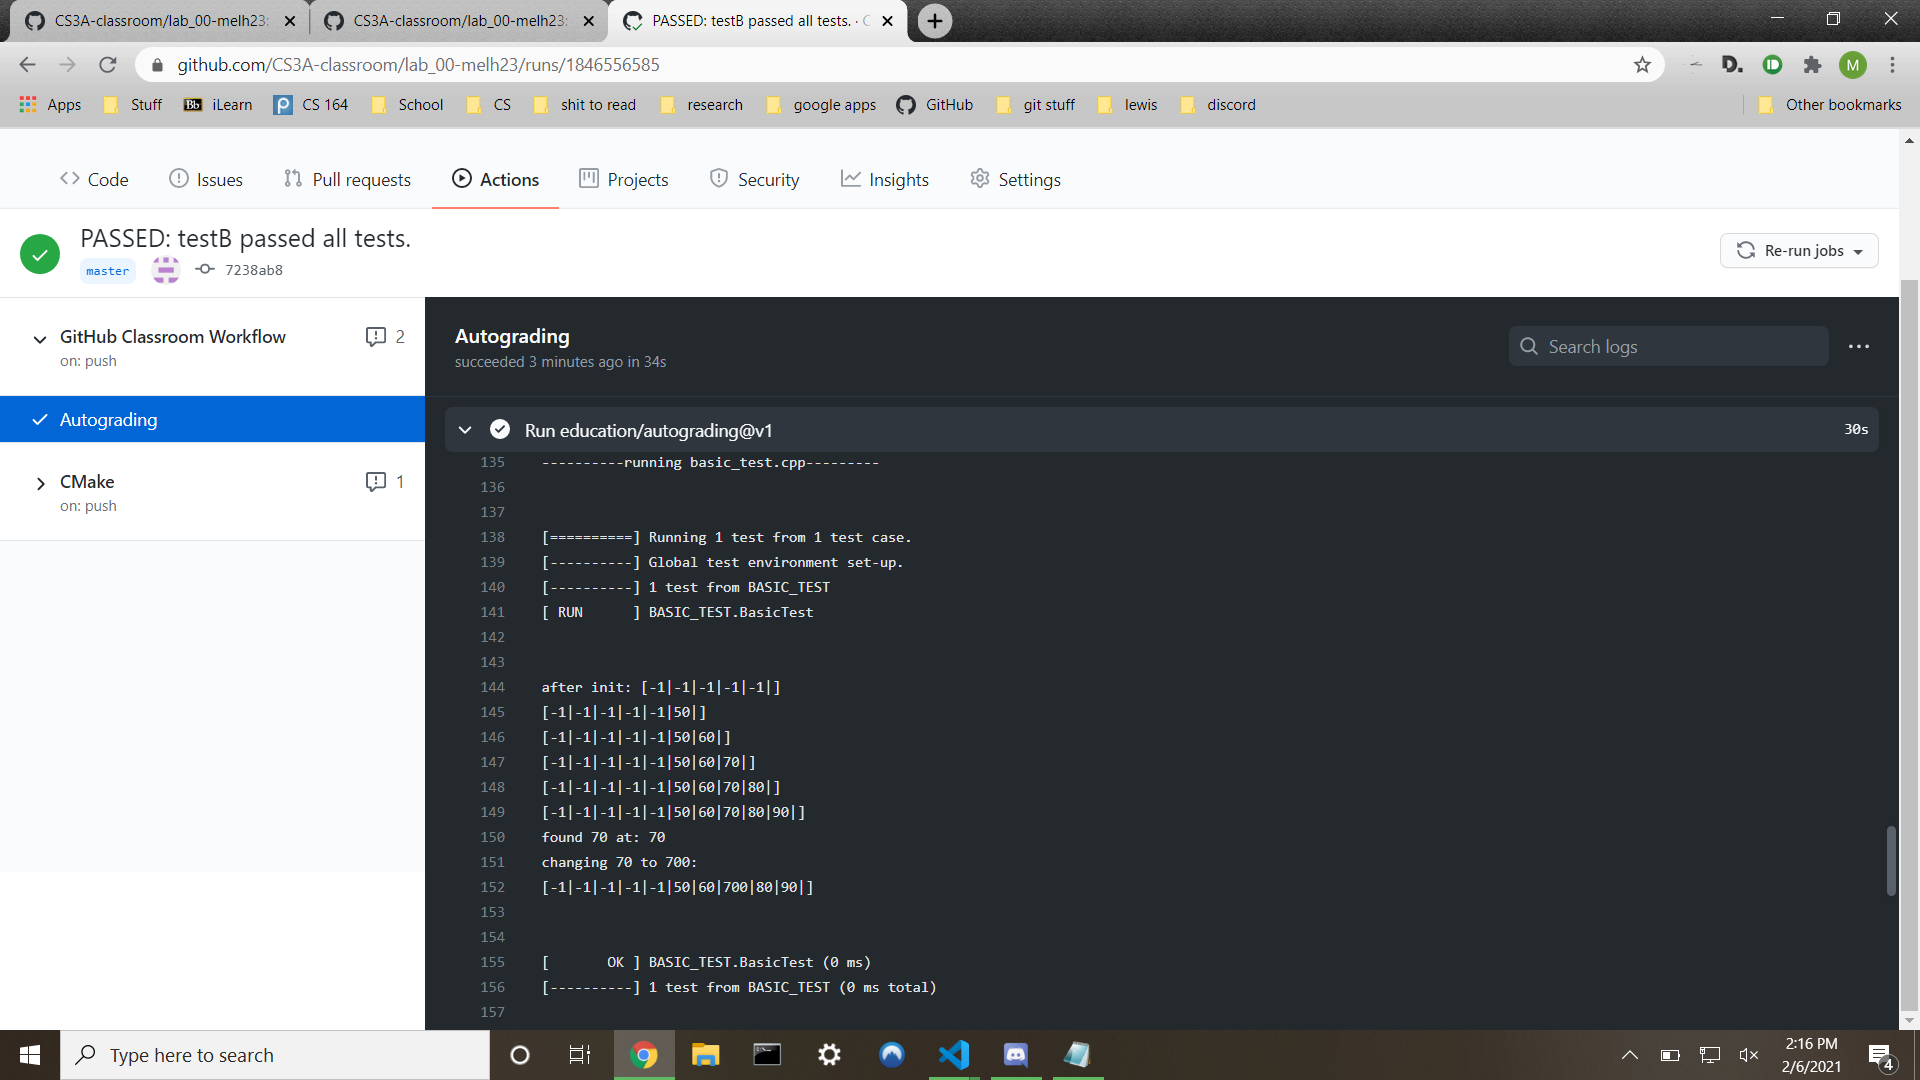 CS3A-classroom/lab_00-melh23:
CS3A-classroom/lab_00-melh23:
PASSED: testB passed all tests. · C
github.com/CS3A-classroom/lab_00-melh23/runs/1846556585
D.
M
Apps
Stuff
Bb
iLearn
CS 164
School
CS
shit to read
research
google apps
GitHub
git stuff
lewis
discord
Other bookmarks
Code
Issues
Pull requests
Actions
Projects
Security
Insights
Settings
PASSED: testB passed all tests.
master
7238ab8
Re-run jobs
GitHub Classroom Workflow
2
on: push
Autograding
CMake
1
on: push
Autograding
succeeded 3 minutes ago in 34s
Search logs
Run education/autograding@v1
30s
135 ----------running basic_test.cpp---------
136
137
138 [==========] Running 1 test from 1 test case.
139 [----------] Global test environment set-up.
140 [----------] 1 test from BASIC_TEST
141 [ RUN      ] BASIC_TEST.BasicTest
142
143
144 after init: [-1|-1|-1|-1|-1|]
145 [-1|-1|-1|-1|-1|50|]
146 [-1|-1|-1|-1|-1|50|60|]
147 [-1|-1|-1|-1|-1|50|60|70|]
148 [-1|-1|-1|-1|-1|50|60|70|80|]
149 [-1|-1|-1|-1|-1|50|60|70|80|90|]
150 found 70 at: 70
151 changing 70 to 700:
152 [-1|-1|-1|-1|-1|50|60|700|80|90|]
153
154
155 [       OK ] BASIC_TEST.BasicTest (0 ms)
156 [----------] 1 test from BASIC_TEST (0 ms total)
157
Type here to search
2:16 PM
2/6/2021
4